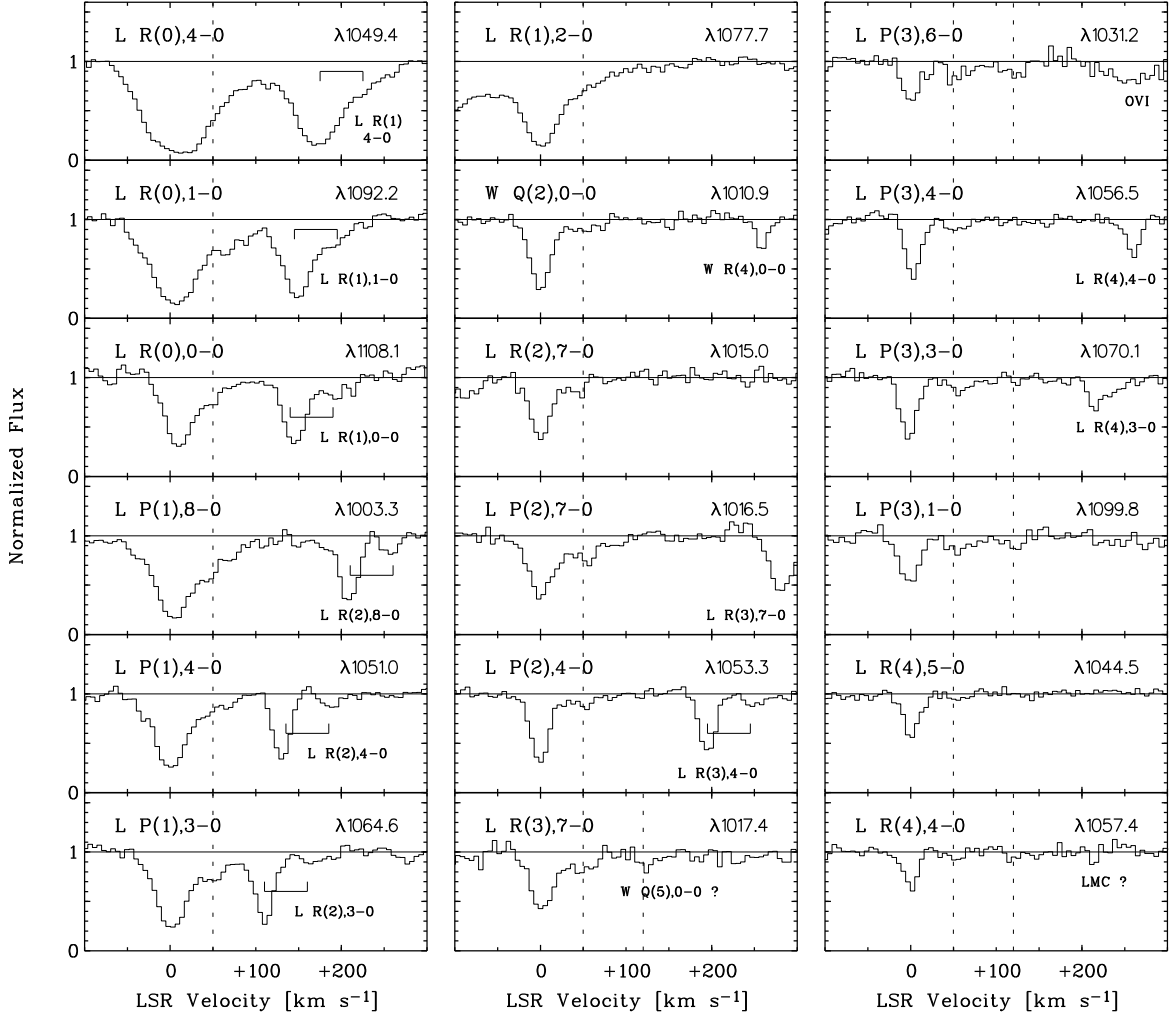 L R(0),4-0 λ1049.4
L R(1)
4-0
L R(1),2-0 λ1077.7
L P(3),6-0 λ1031.2
OVI
L R(0),1-0 λ1092.2
L R(1),1-0
W Q(2),0-0 λ1010.9
W R(4),0-0
L P(3),4-0 λ1056.5
L R(4),4-0
L R(0),0-0 λ1108.1
L R(1),0-0
L R(2),7-0 λ1015.0
L P(3),3-0 λ1070.1
L R(4),3-0
L P(1),8-0 λ1003.3
L R(2),8-0
L P(2),7-0 λ1016.5
L R(3),7-0
L P(3),1-0 λ1099.8
L P(1),4-0 λ1051.0
L R(2),4-0
L P(2),4-0 λ1053.3
L R(3),4-0
L R(4),5-0 λ1044.5
L P(1),3-0 λ1064.6
L R(2),3-0
L R(3),7-0 λ1017.4
W Q(5),0-0 ?
L R(4),4-0 λ1057.4
LMC ?
1
0
1
0
1
0
1
0
1
0
1
0
Normalized Flux
0 +100 +200
0 +100 +200
0 +100 +200
LSR Velocity [km s⁻¹]
LSR Velocity [km s⁻¹]
LSR Velocity [km s⁻¹]